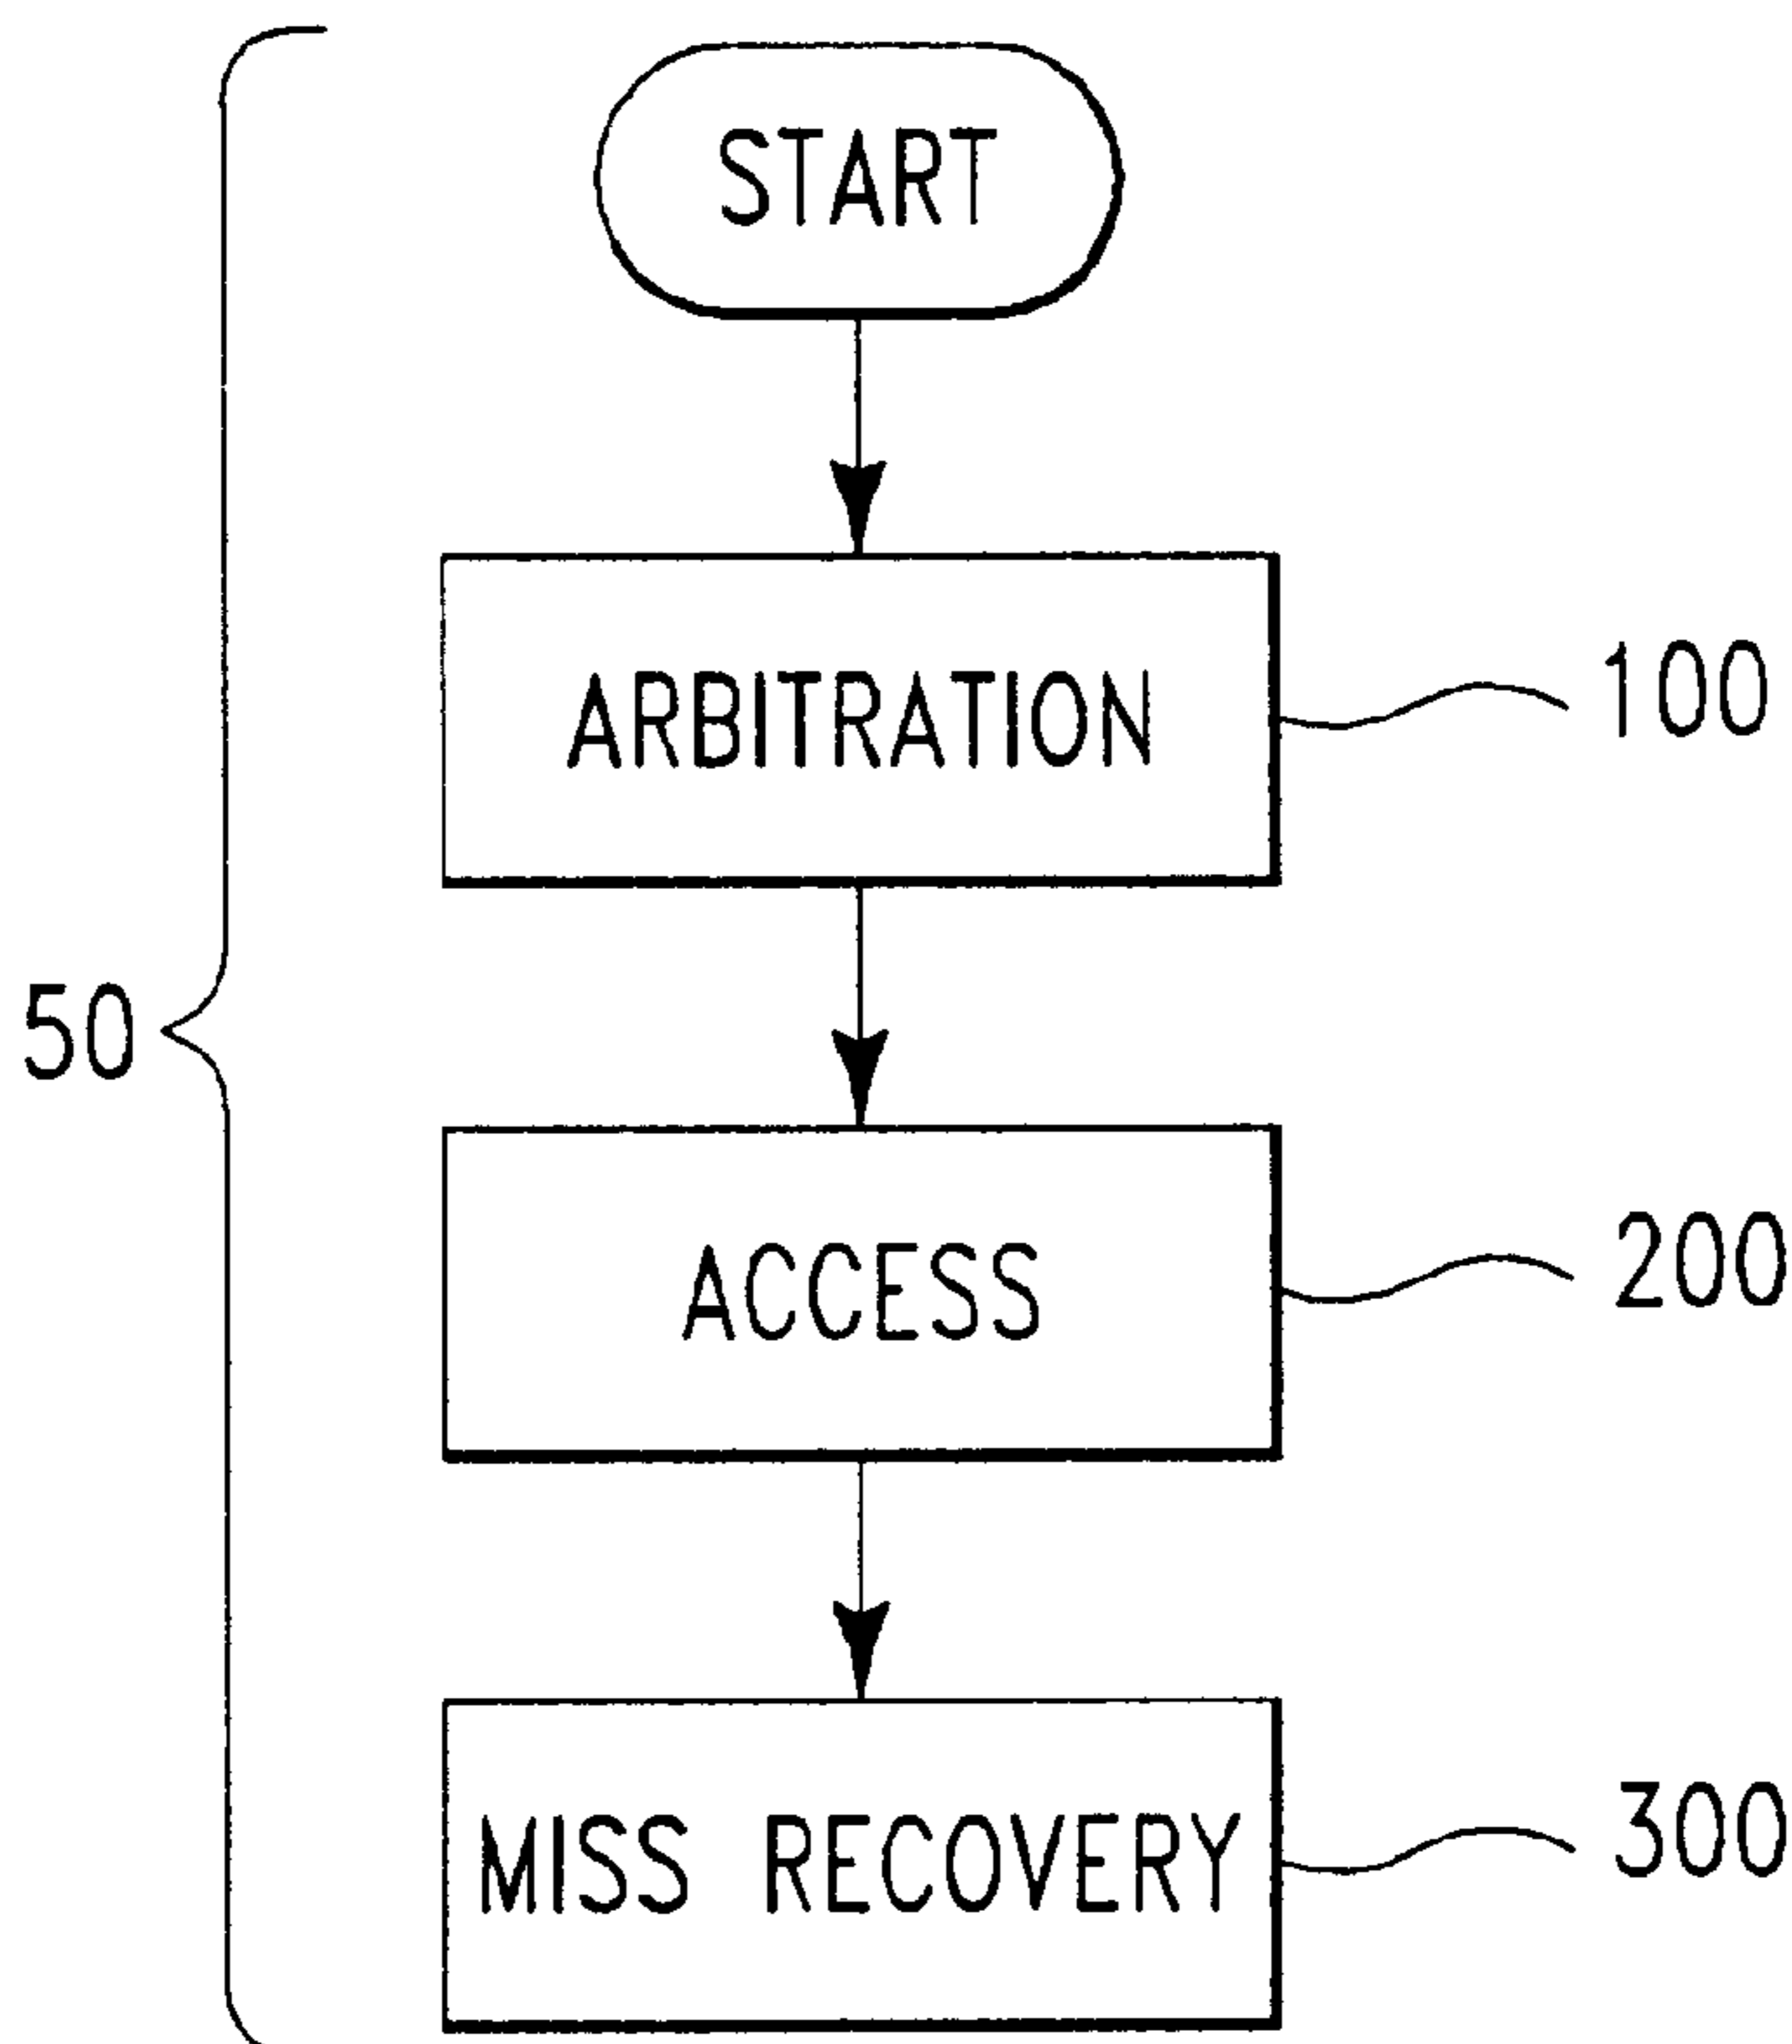 START
ARBITRATION
100
50
ACCESS
200
MISS RECOVERY
300